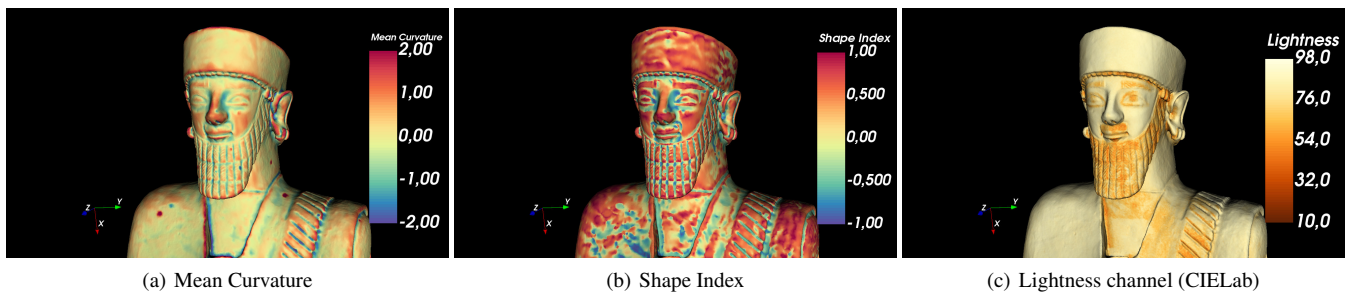 Mean Curvature
2,00
1,00
0,00
-1,00
-2,00
Z
Y
X
(a) Mean Curvature
Shape Index
1,00
0,500
0,00
-0,500
-1,00
Z
Y
X
(b) Shape Index
Lightness
98,0
76,0
54,0
32,0
10,0
Z
Y
X
(c) Lightness channel (CIELab)